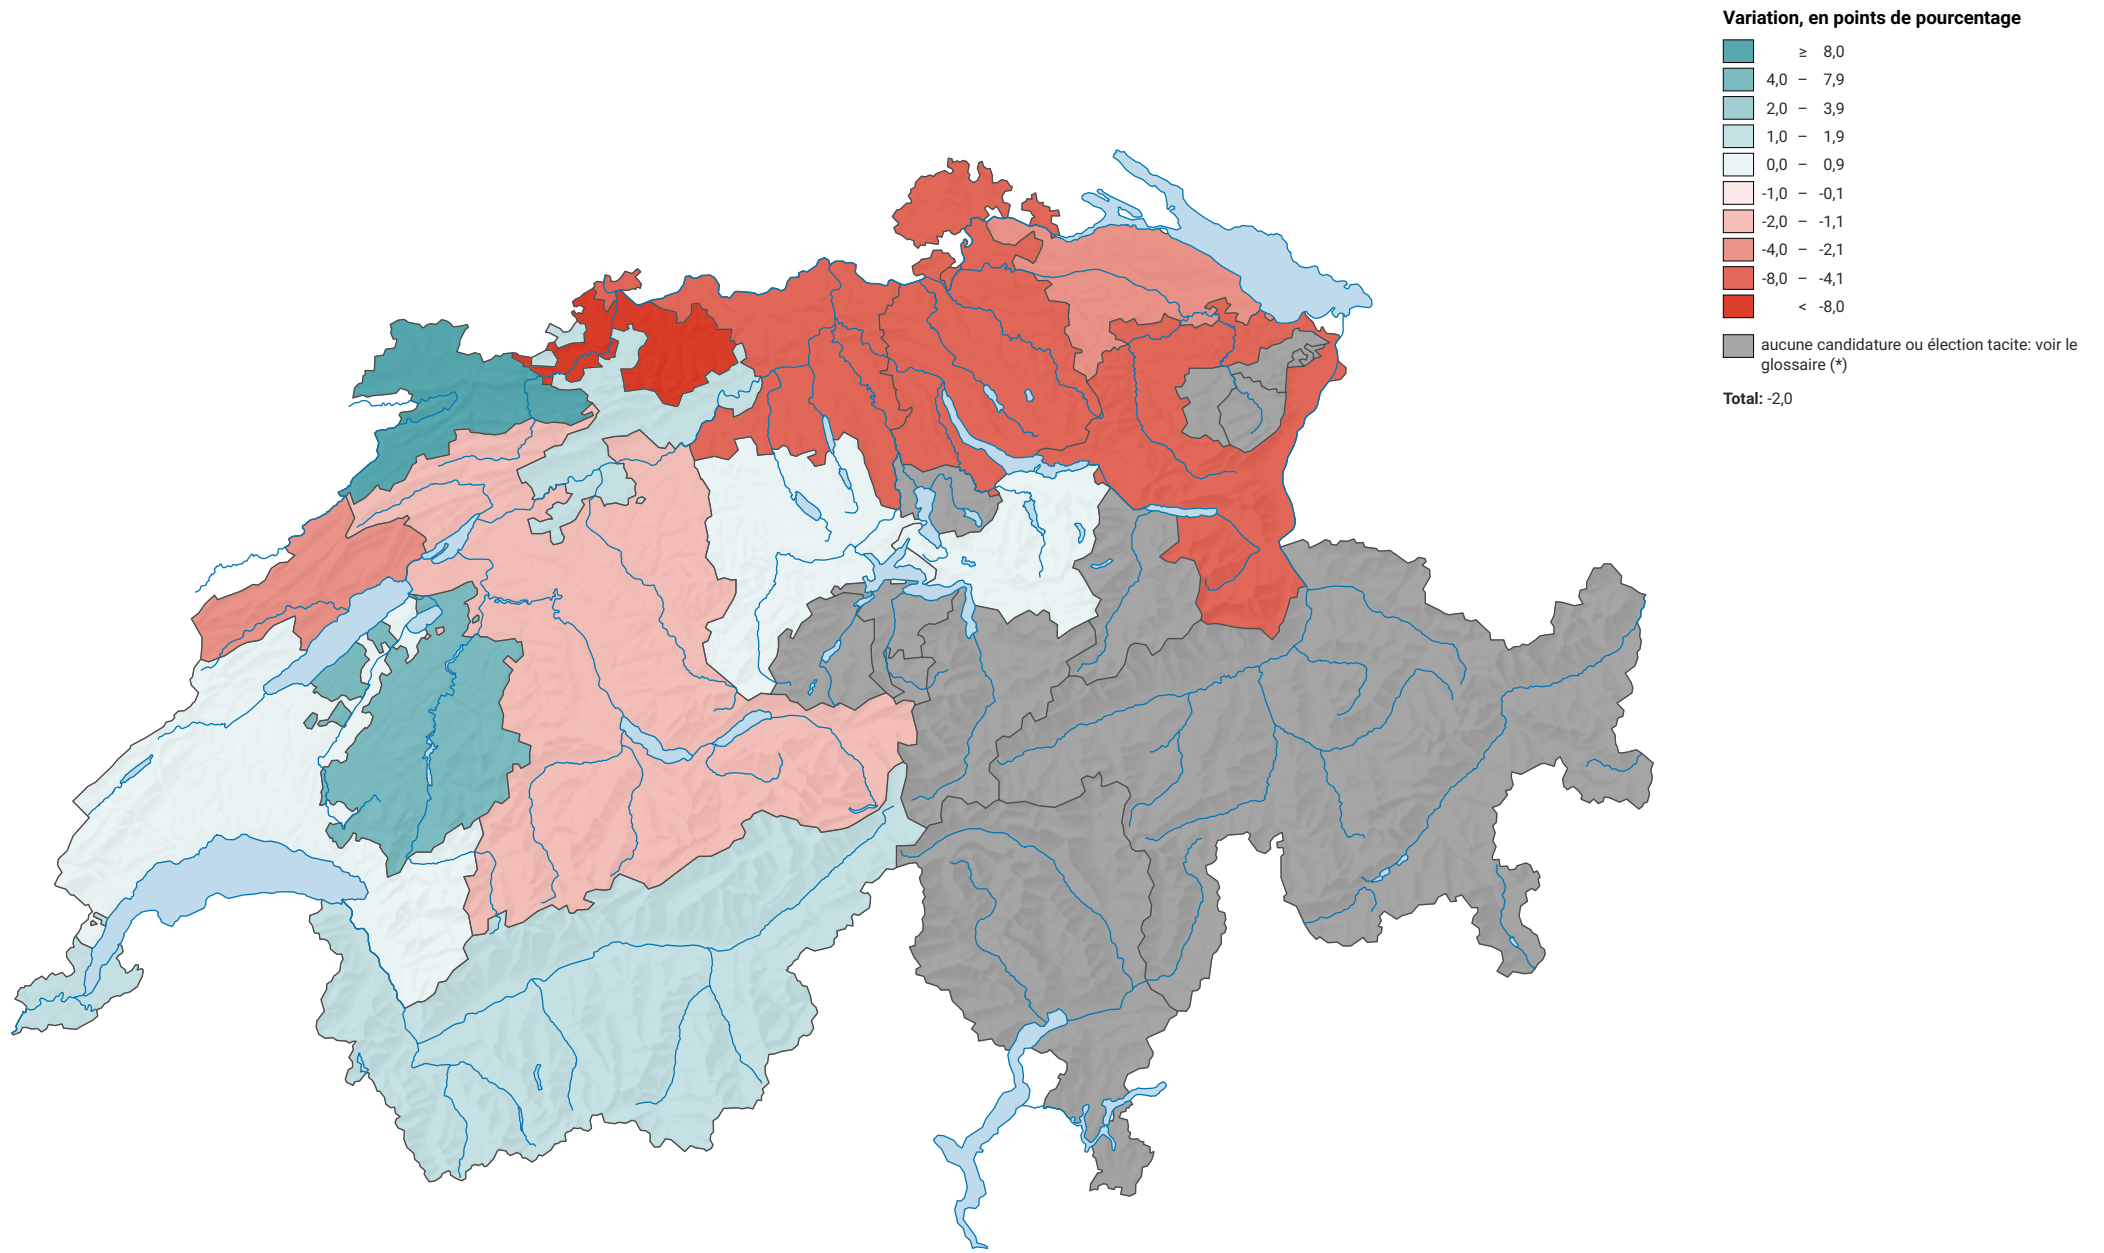 Variation, en points de pourcentage
≥ 8,0
4,0 – 7,9
2,0 – 3,9
1,0 – 1,9
0,0 – 0,9
-1,0 – -0,1
-2,0 – -1,1
-4,0 – -2,1
-8,0 – -4,1
< -8,0
aucune candidature ou élection tacite: voir le
glossaire (*)
Total: -2,0